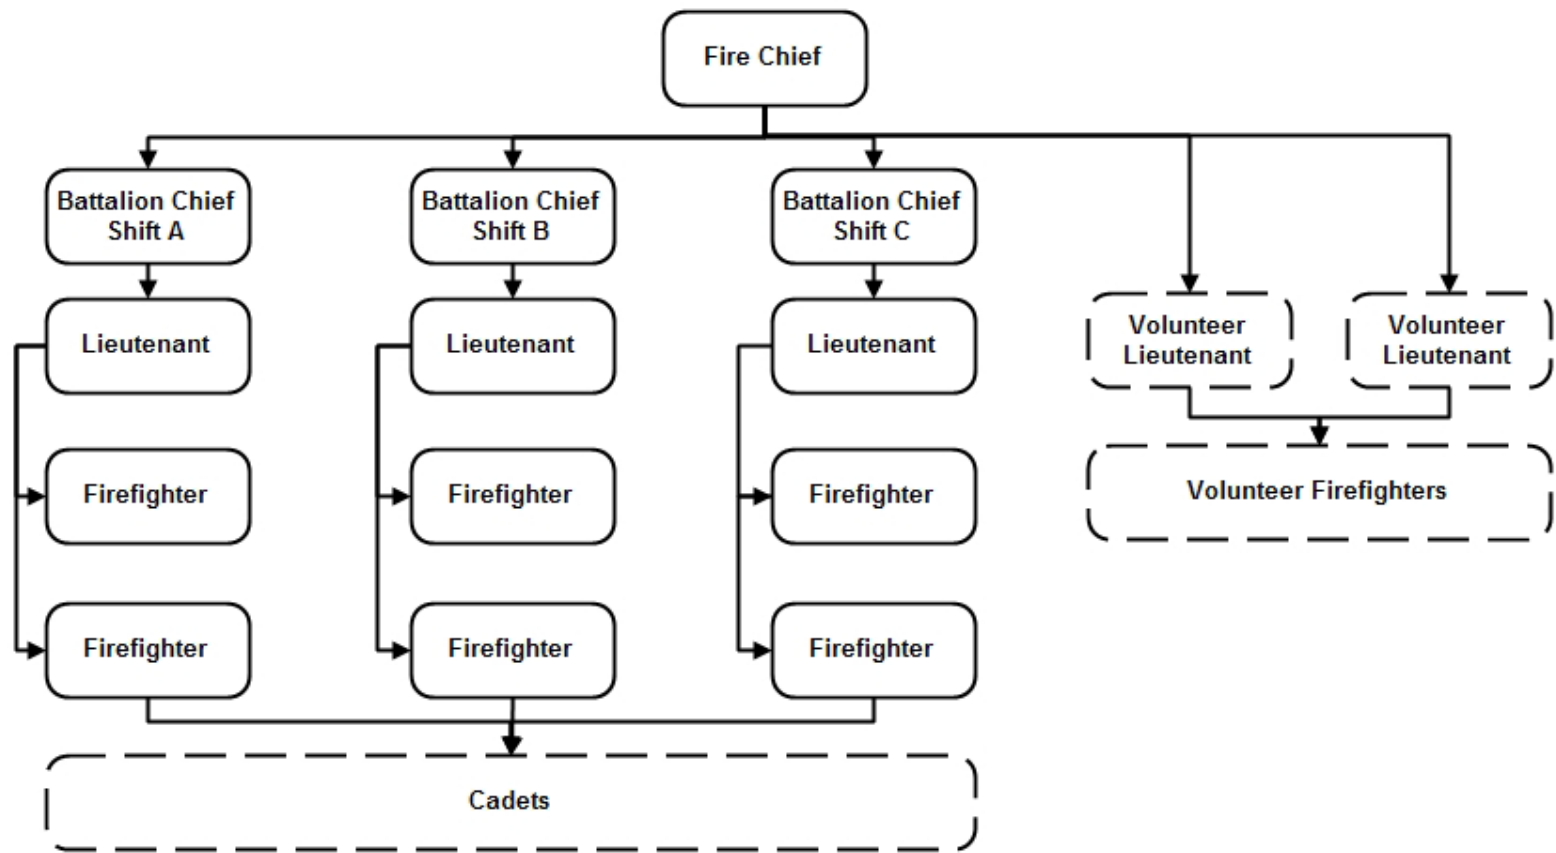 Fire Chief
Battalion Chief
Shift A
Battalion Chief
Shift B
Battalion Chief
Shift C
Lieutenant
Lieutenant
Lieutenant
Volunteer
Lieutenant
Volunteer
Lieutenant
Firefighter
Firefighter
Firefighter
Volunteer Firefighters
Firefighter
Firefighter
Firefighter
Cadets